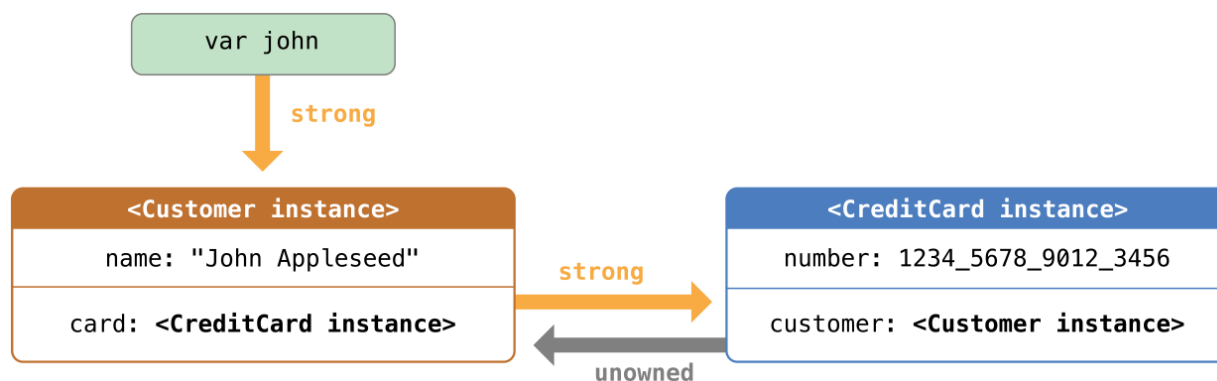 var john
strong
<Customer instance>
name: "John Appleseed"
card: <CreditCard instance>
strong
unowned
<CreditCard instance>
number: 1234_5678_9012_3456
customer: <Customer instance>